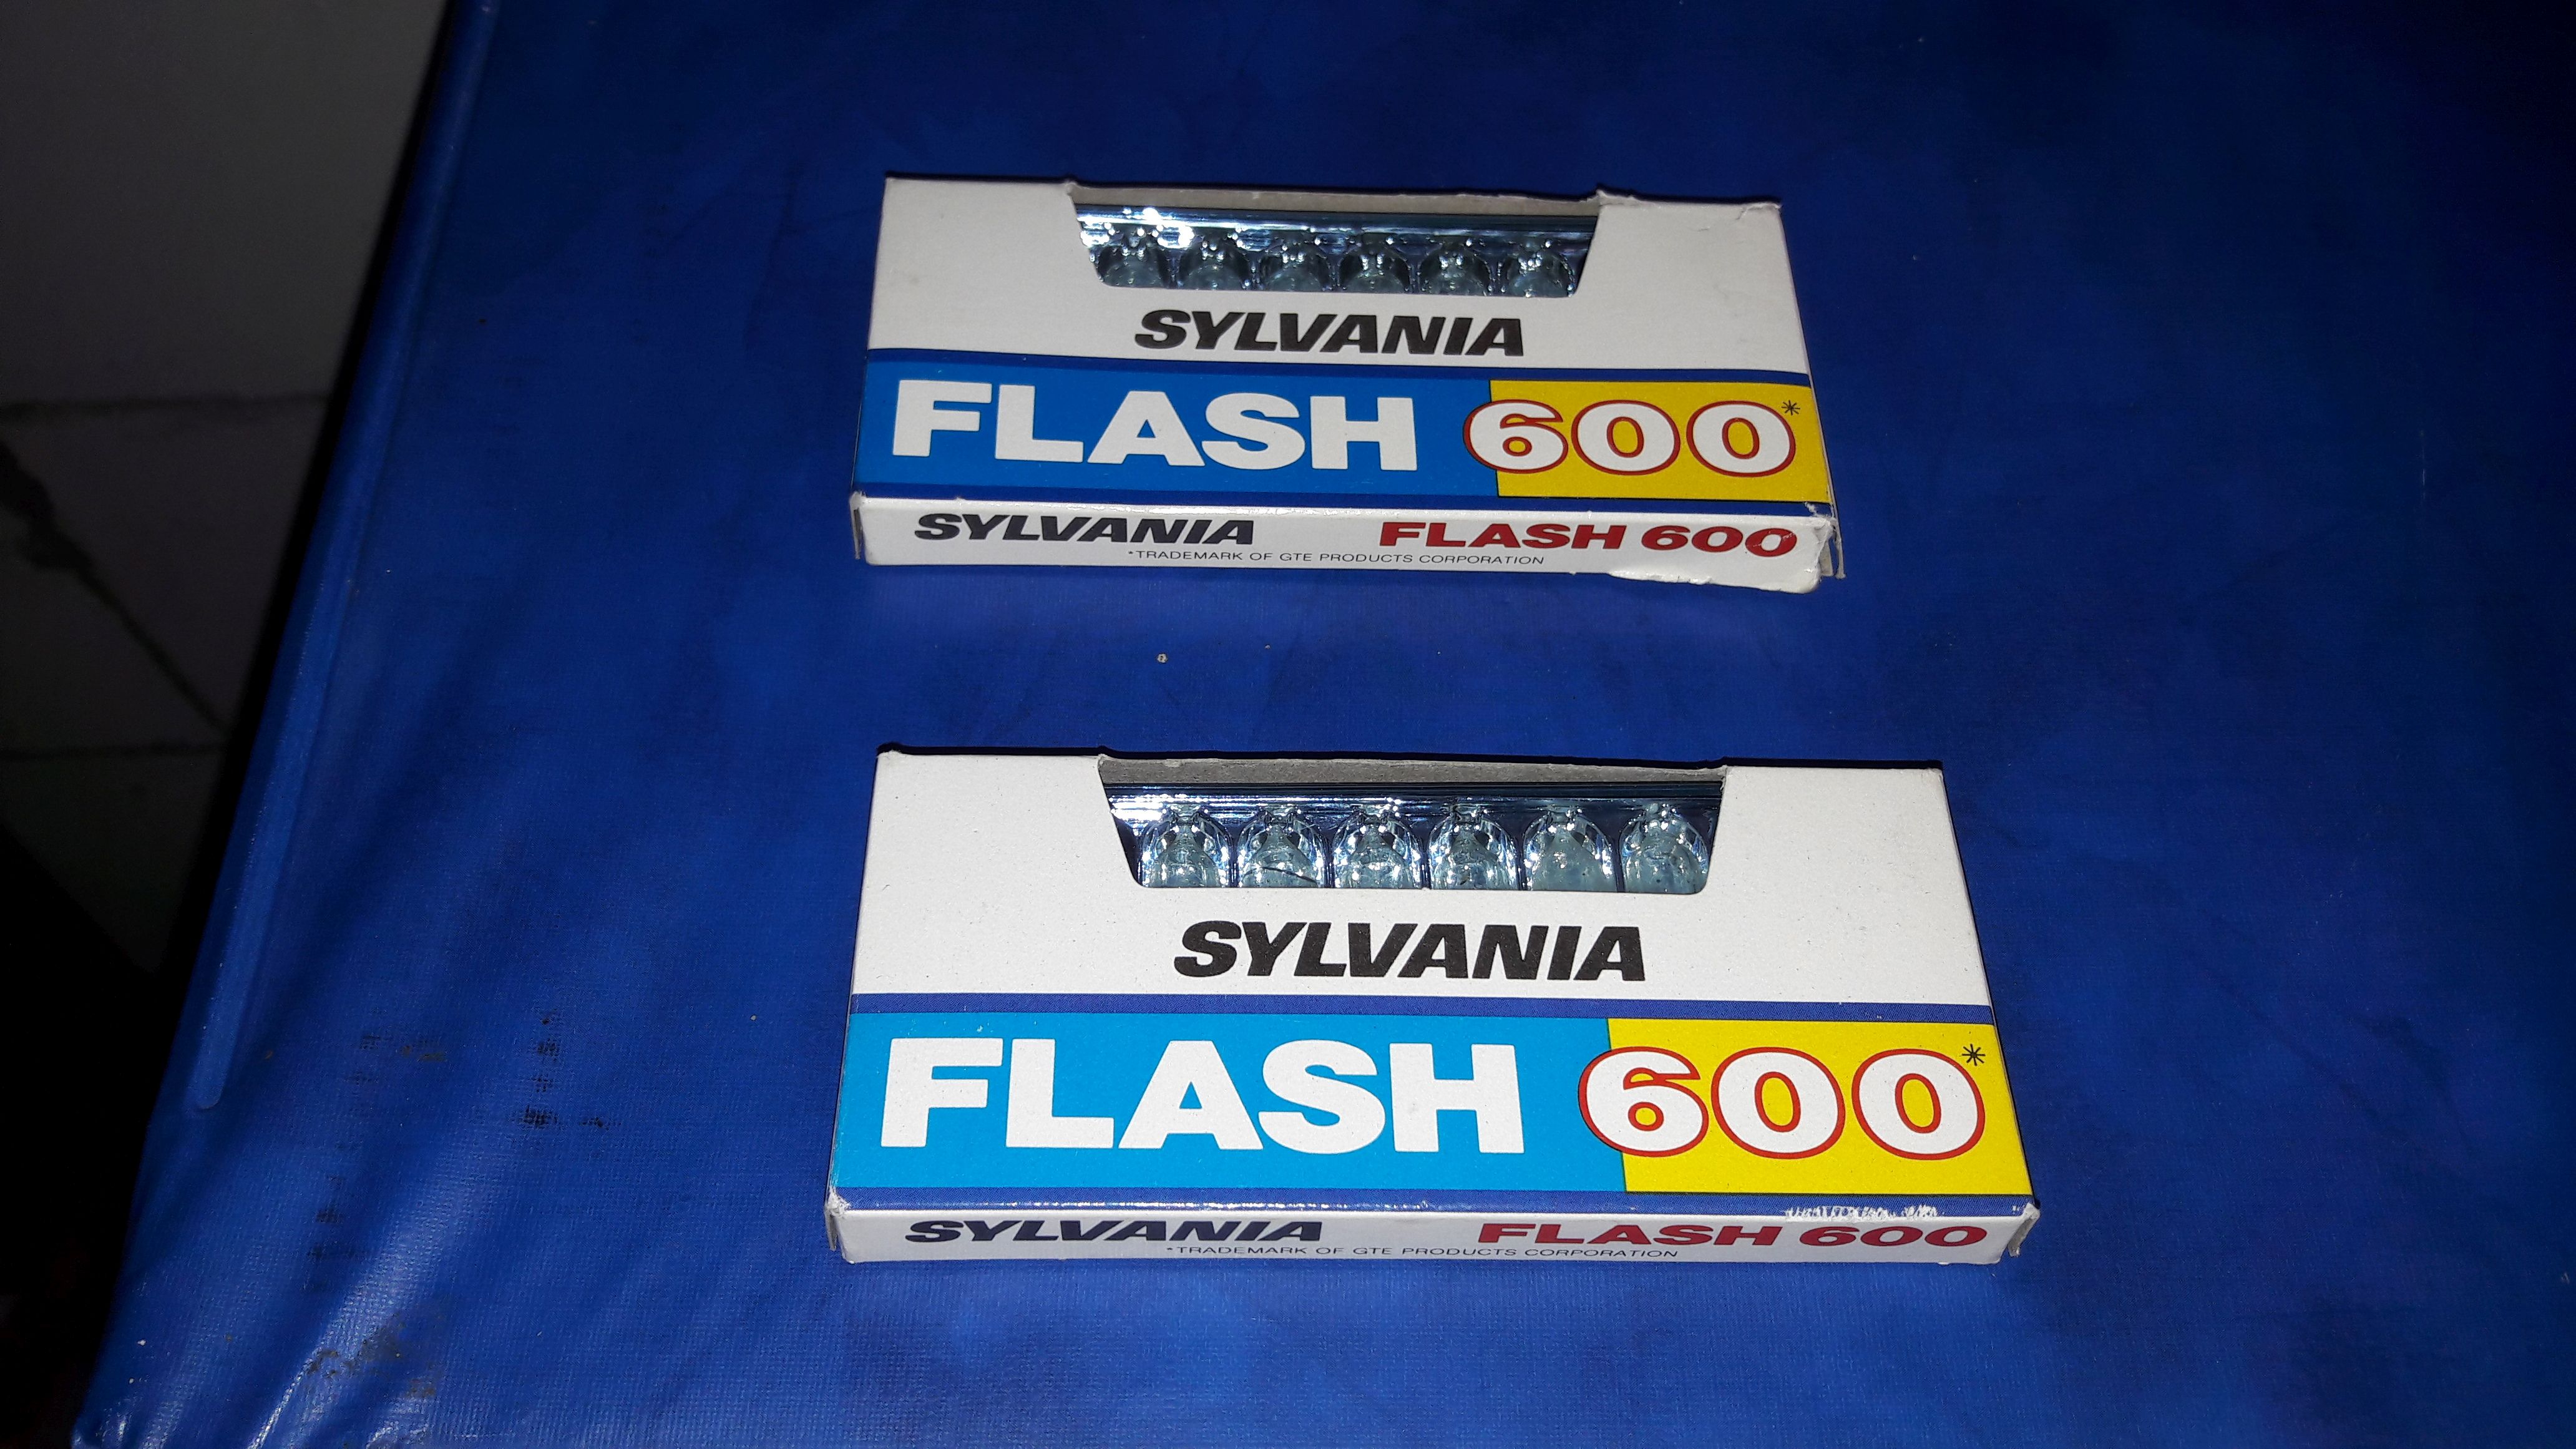 SYLVANIA
FLASH 600*
SYLVANIA FLASH 600
*TRADEMARK OF GTE PRODUCTS CORPORATION
SYLVANIA
FLASH 600*
SYLVANIA FLASH 600
*TRADEMARK OF GTE PRODUCTS CORPORATION